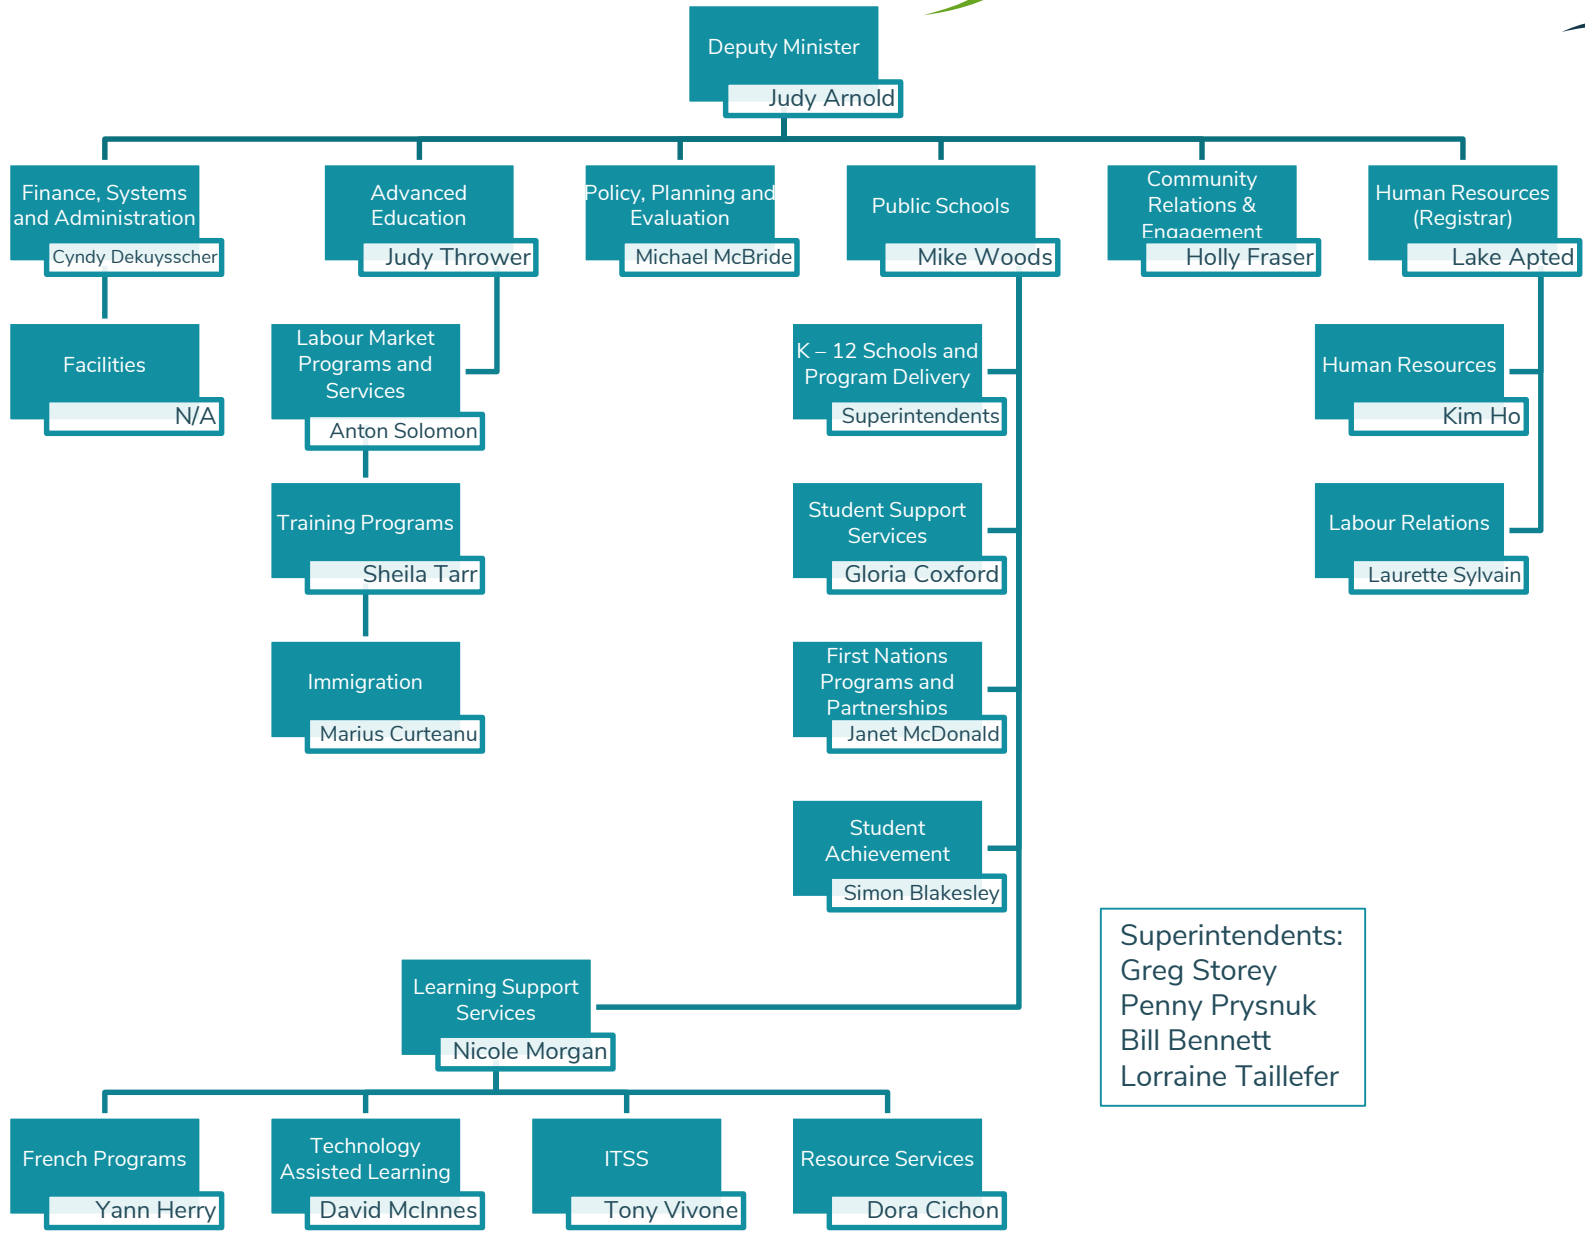 Deputy Minister
Judy Arnold
Finance, Systems
and Administration
Cyndy Dekuysscher
Advanced
Education
Judy Thrower
Policy, Planning and
Evaluation
Michael McBride
Public Schools
Mike Woods
Community
Relations &
Engagement
Holly Fraser
Human Resources
(Registrar)
Lake Apted
Facilities
N/A
Labour Market
Programs and
Services
Anton Solomon
K – 12 Schools and
Program Delivery
Superintendents
Human Resources
Kim Ho
Training Programs
Sheila Tarr
Student Support
Services
Gloria Coxford
Labour Relations
Laurette Sylvain
Immigration
Marius Curteanu
First Nations
Programs and
Partnerships
Janet McDonald
Student
Achievement
Simon Blakesley
Superintendents:
Greg Storey
Penny Prysnuk
Bill Bennett
Lorraine Taillefer
Learning Support
Services
Nicole Morgan
French Programs
Yann Herry
Technology
Assisted Learning
David McInnes
ITSS
Tony Vivone
Resource Services
Dora Cichon